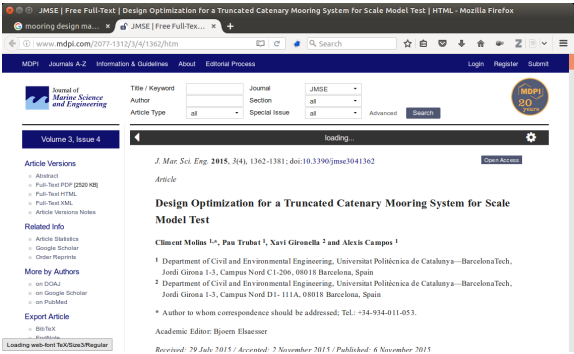 JMSE | Free Full-Text | Design Optimization for a Truncated Catenary Mooring System for Scale Model Test | HTML - Mozilla Firefox
mooring design ma... × JMSE | Free Full-Tex... × +
www.mdpi.com/2077-1312/3/4/1362/htm Search
MDPI Journals A-Z Information & Guidelines About Editorial Process Login Register Submit
Journal of
Marine Science
and Engineering
Title / Keyword Journal JMSE
Author Section all
Article Type all Special Issue all Advanced Search
MDPI
20
years
Volume 3, Issue 4
loading...
Article Versions
Abstract
Full-Text PDF [2520 KB]
Full-Text HTML
Full-Text XML
Article Versions Notes
Related Info
Article Statistics
Google Scholar
Order Reprints
More by Authors
on DOAJ
on Google Scholar
on PubMed
Export Article
BibTeX
EndNote
Loading web-font TeX/Size3/Regular
J. Mar. Sci. Eng. 2015, 3(4), 1362-1381; doi:10.3390/jmse3041362
Open Access
Article
Design Optimization for a Truncated Catenary Mooring System for Scale
Model Test
Climent Molins 1,*, Pau Trubat 1, Xavi Gironella 2 and Alexis Campos 1
1 Department of Civil and Environmental Engineering, Universitat Politècnica de Catalunya—BarcelonaTech,
Jordi Girona 1-3, Campus Nord C1-206, 08018 Barcelona, Spain
2 Department of Civil and Environmental Engineering, Universitat Politècnica de Catalunya—BarcelonaTech,
Jordi Girona 1-3, Campus Nord D1- 111A, 08018 Barcelona, Spain
* Author to whom correspondence should be addressed; Tel.: +34-934-011-053.
Academic Editor: Bjoern Elsaesser
Received: 29 July 2015 / Accepted: 2 November 2015 / Published: 6 November 2015